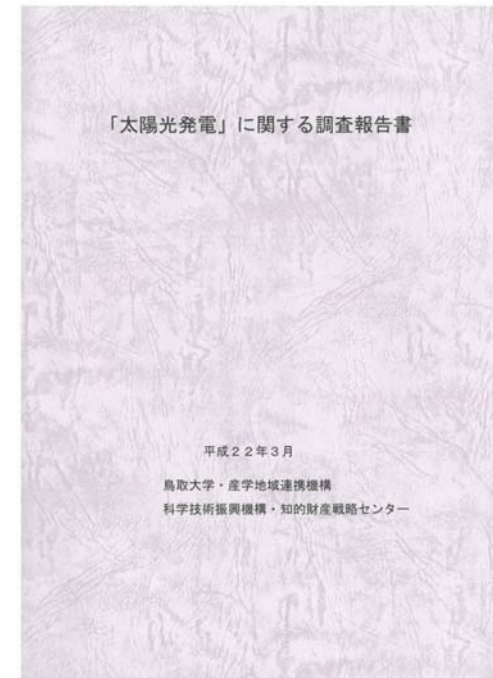 「太陽光発電」に関する調査報告書
平成２２年３月
鳥取大学・産学地域連携機構
科学技術振興機構・知的財産戦略センター